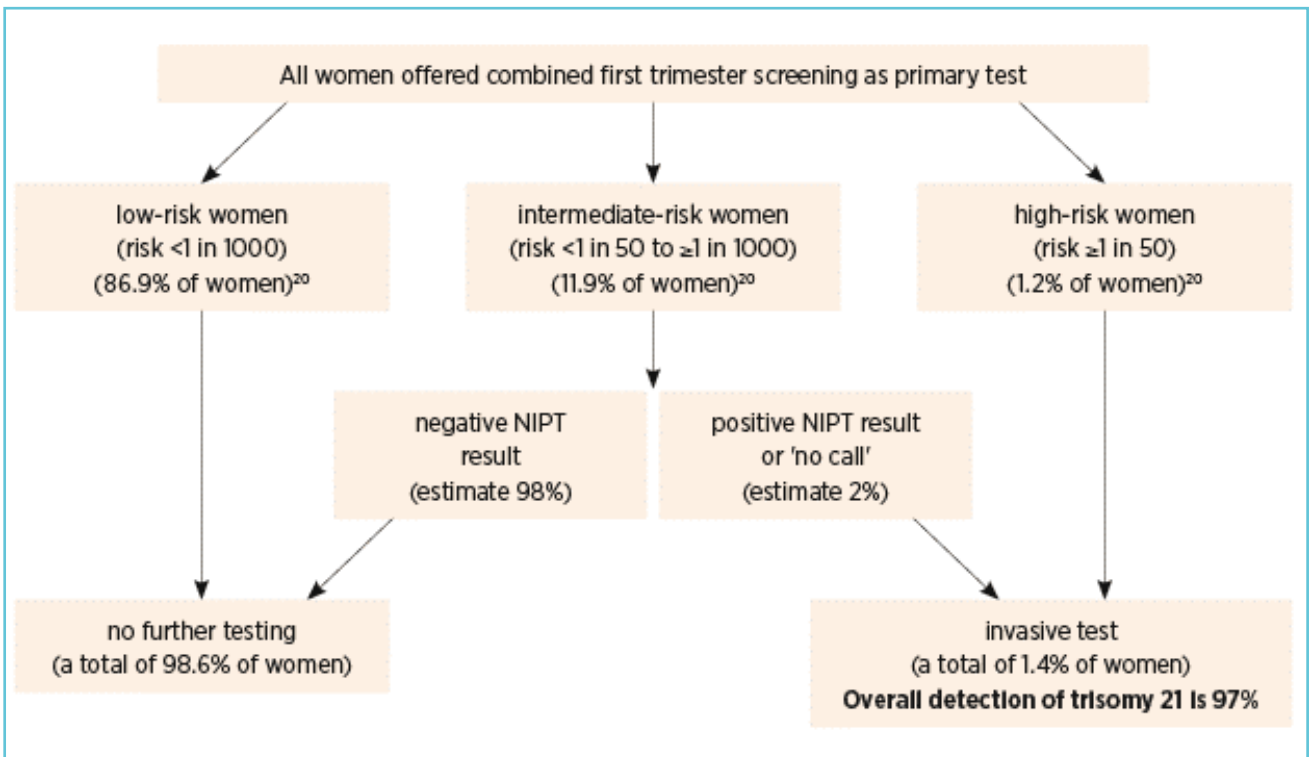 All women offered combined first trimester screening as primary test
low-risk women
(risk <1 in 1000)
(86.9% of women)²⁰
intermediate-risk women
(risk <1 in 50 to ≥1 in 1000)
(11.9% of women)²⁰
high-risk women
(risk ≥1 in 50)
(1.2% of women)²⁰
negative NIPT
result
(estimate 98%)
positive NIPT result
or 'no call'
(estimate 2%)
no further testing
(a total of 98.6% of women)
invasive test
(a total of 1.4% of women)
Overall detection of trisomy 21 is 97%